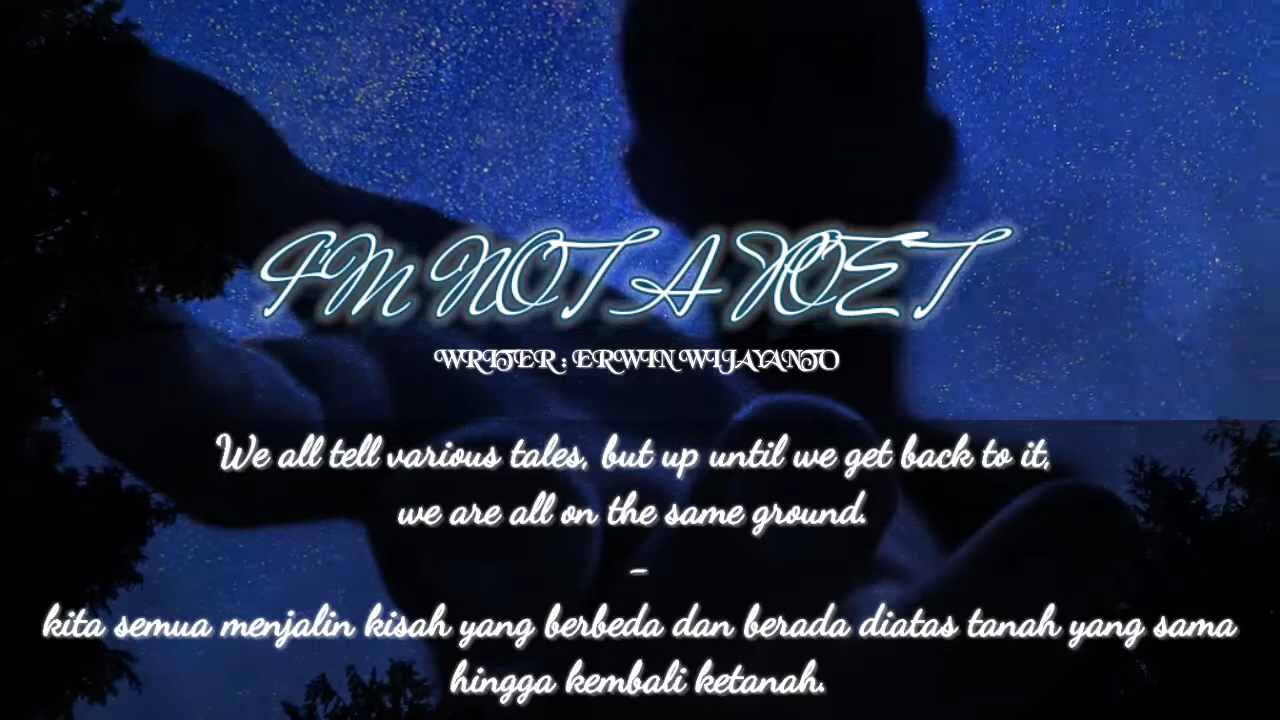 I'M NOT A POET
WRITER : ERWIN WIJAYANTO
We all tell various tales, but up until we get back to it,
we are all on the same ground.
-
kita semua menjalin kisah yang berbeda dan berada diatas tanah yang sama
hingga kembali ketanah.